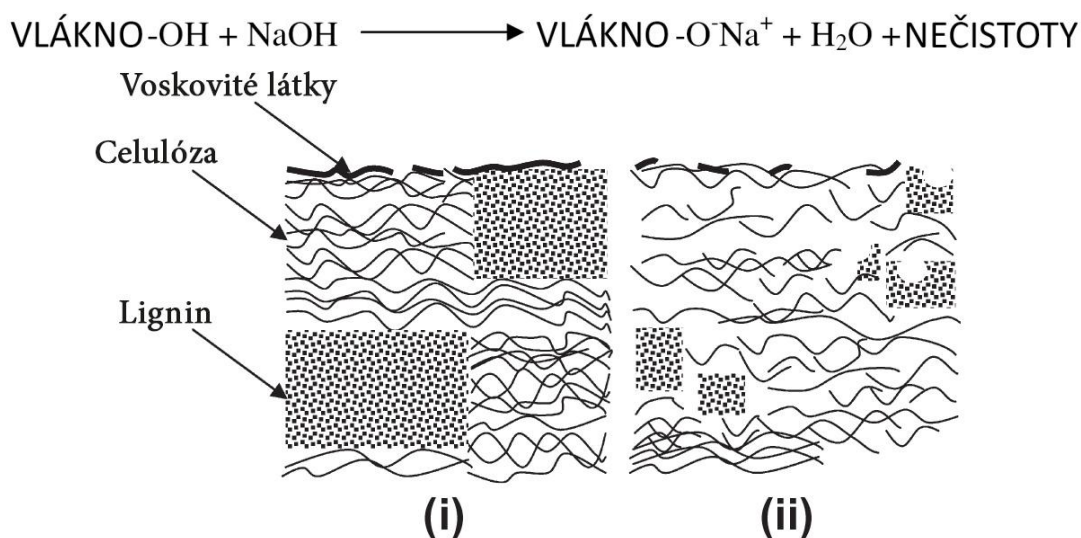 VLÁKNO-OH + NaOH ⟶ VLÁKNO-O⁻Na⁺ + H₂O +NEČISTOTY
Voskovité látky
Celulóza
Lignin
(i) (ii)